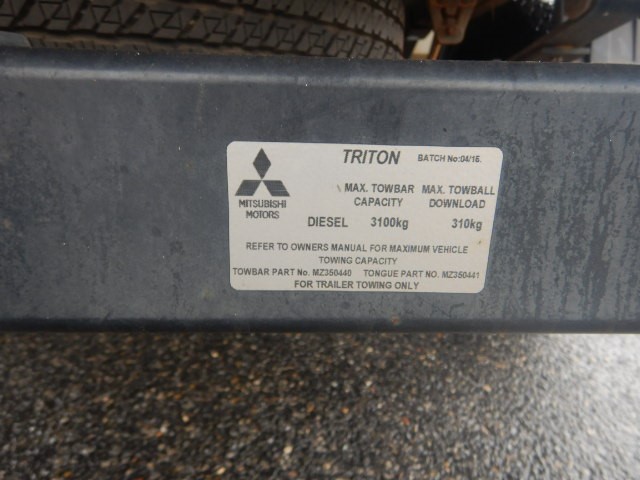 TRITON BATCH No:04/15.
MAX. TOWBAR MAX. TOWBALL
CAPACITY DOWNLOAD
MITSUBISHI
MOTORS
DIESEL 3100kg 310kg
REFER TO OWNERS MANUAL FOR MAXIMUM VEHICLE
TOWING CAPACITY
TOWBAR PART No. MZ350440 TONGUE PART NO. MZ350441
FOR TRAILER TOWING ONLY